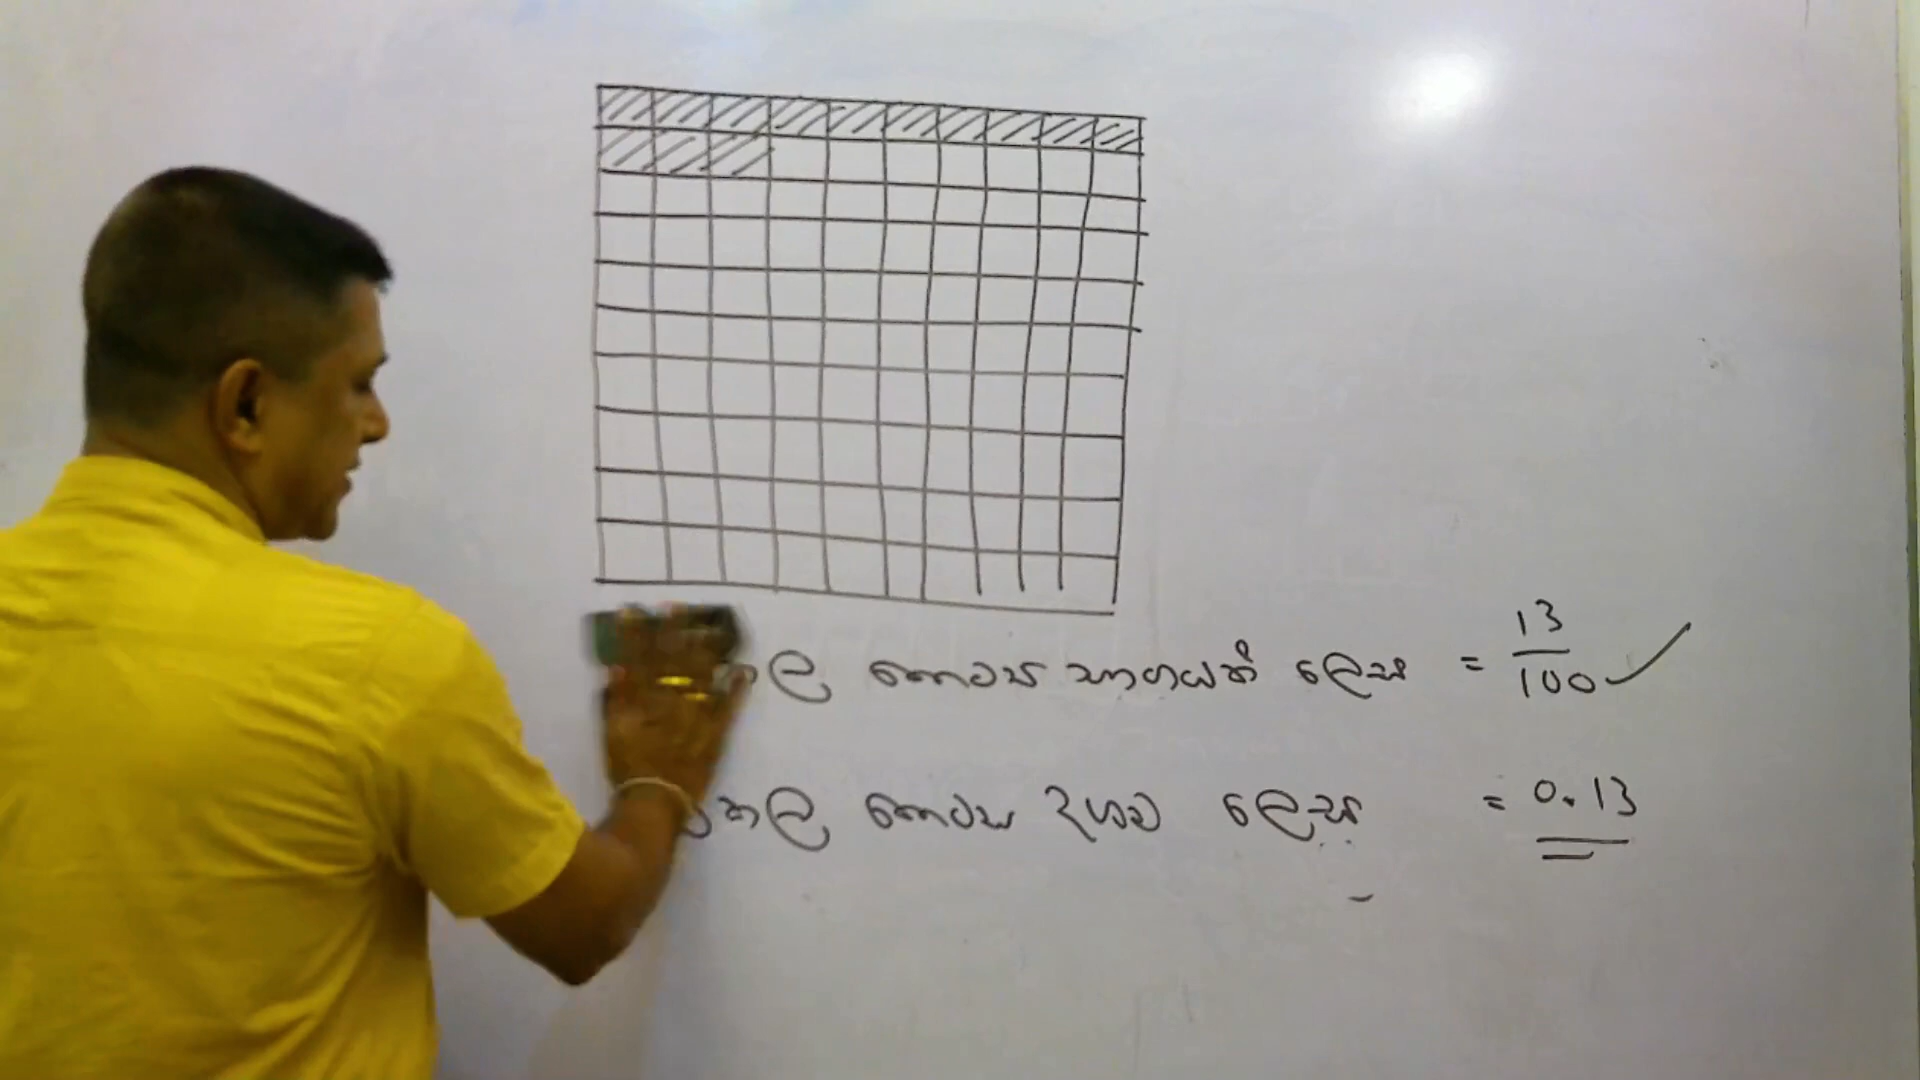 කොටස භාගයක් ලෙස = 13/100 ✓
කොටස දශම ලෙස = 0.13